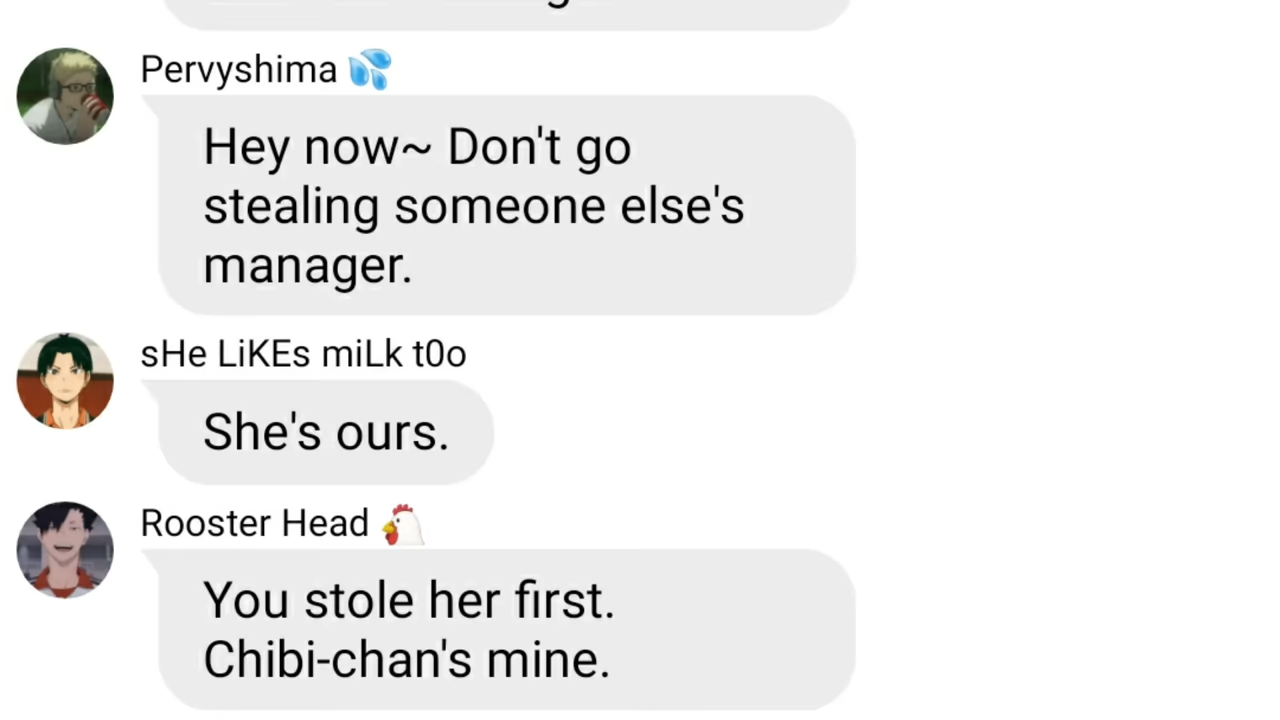 Pervyshima 💦
Hey now~ Don't go
stealing someone else's
manager.
sHe LiKEs miLk t0o
She's ours.
Rooster Head 🐔
You stole her first.
Chibi-chan's mine.